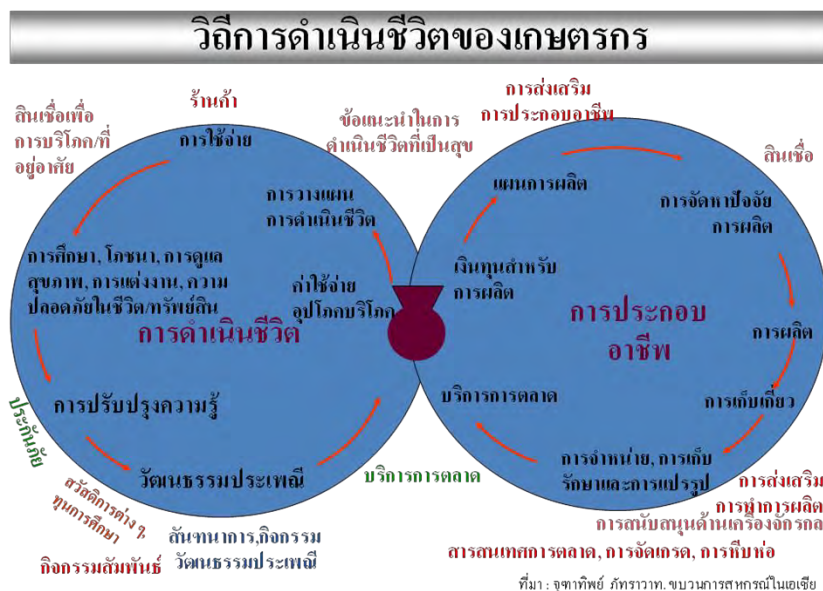 วิถีการดำเนินชีวิตของเกษตรกร
ร้านค้า
สินเชื่อเพื่อ
การบริโภค/ที่
อยู่อาศัย
การใช้จ่าย
ข้อแนะนำในการ
ดำเนินชีวิตที่เป็นสุข
การวางแผน
การดำเนินชีวิต
การศึกษา, โภชนา, การดูแล
สุขภาพ, การแต่งงาน, ความ
ปลอดภัยในชีวิต/ทรัพย์สิน
ค่าใช้จ่าย
อุปโภคบริโภค
การดำเนินชีวิต
การปรับปรุงความรู้
วัฒนธรรมประเพณี
ประกันภัย
สวัสดิการต่าง ๆ,
ทุนการศึกษา
กิจกรรมสัมพันธ์
สันทนาการ,กิจกรรม
วัฒนธรรมประเพณี
บริการการตลาด
การส่งเสริม
การประกอบอาชีพ
สินเชื่อ
แผนการผลิต
การจัดหาปัจจัย
การผลิต
เงินทุนสำหรับ
การผลิต
การประกอบ
อาชีพ
การผลิต
การเก็บเกี่ยว
บริการการตลาด
การจำหน่าย, การเก็บ
รักษาและการแปรรูป
การส่งเสริม
การทำการผลิต
การสนับสนุนด้านเครื่องจักรกล
สารสนเทศการตลาด, การจัดเกรด, การหีบห่อ
ที่มา : จุฑาทิพย์ ภัทราวาท. ขบวนการสหกรณ์ในเอเซีย